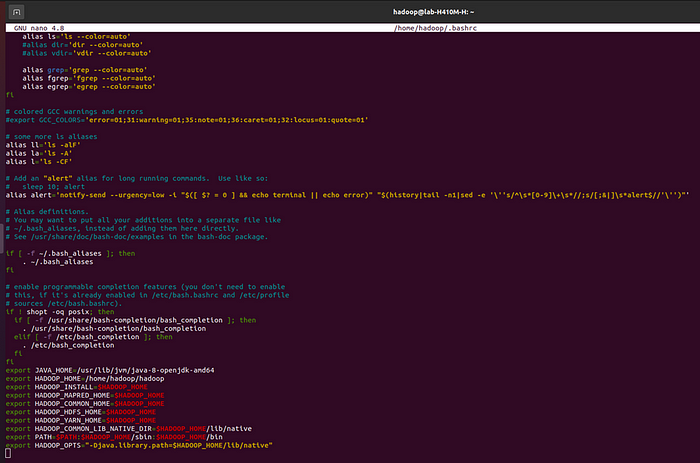 hadoop@lab-H410M-H: ~
GNU nano 4.8 /home/hadoop/.bashrc
    alias ls='ls --color=auto'
    #alias dir='dir --color=auto'
    #alias vdir='vdir --color=auto'
    alias grep='grep --color=auto'
    alias fgrep='fgrep --color=auto'
    alias egrep='egrep --color=auto'
fi
# colored GCC warnings and errors
#export GCC_COLORS='error=01;31:warning=01;35:note=01;36:caret=01;32:locus=01:quote=01'
# some more ls aliases
alias ll='ls -alF'
alias la='ls -A'
alias l='ls -CF'
# Add an "alert" alias for long running commands.  Use like so:
#   sleep 10; alert
alias alert='notify-send --urgency=low -i "$([ $? = 0 ] && echo terminal || echo error)" "$(history|tail -n1|sed -e '\''s/^\s*[0-9]\+\s*//;s/[;&|]\s*alert$//'\'')"'
# Alias definitions.
# You may want to put all your additions into a separate file like
# ~/.bash_aliases, instead of adding them here directly.
# See /usr/share/doc/bash-doc/examples in the bash-doc package.
if [ -f ~/.bash_aliases ]; then
    . ~/.bash_aliases
fi
# enable programmable completion features (you don't need to enable
# this, if it's already enabled in /etc/bash.bashrc and /etc/profile
# sources /etc/bash.bashrc).
if ! shopt -oq posix; then
  if [ -f /usr/share/bash-completion/bash_completion ]; then
    . /usr/share/bash-completion/bash_completion
  elif [ -f /etc/bash_completion ]; then
    . /etc/bash_completion
  fi
fi
export JAVA_HOME=/usr/lib/jvm/java-8-openjdk-amd64
export HADOOP_HOME=/home/hadoop/hadoop
export HADOOP_INSTALL=$HADOOP_HOME
export HADOOP_MAPRED_HOME=$HADOOP_HOME
export HADOOP_COMMON_HOME=$HADOOP_HOME
export HADOOP_HDFS_HOME=$HADOOP_HOME
export HADOOP_YARN_HOME=$HADOOP_HOME
export HADOOP_COMMON_LIB_NATIVE_DIR=$HADOOP_HOME/lib/native
export PATH=$PATH:$HADOOP_HOME/sbin:$HADOOP_HOME/bin
export HADOOP_OPTS="-Djava.library.path=$HADOOP_HOME/lib/native"